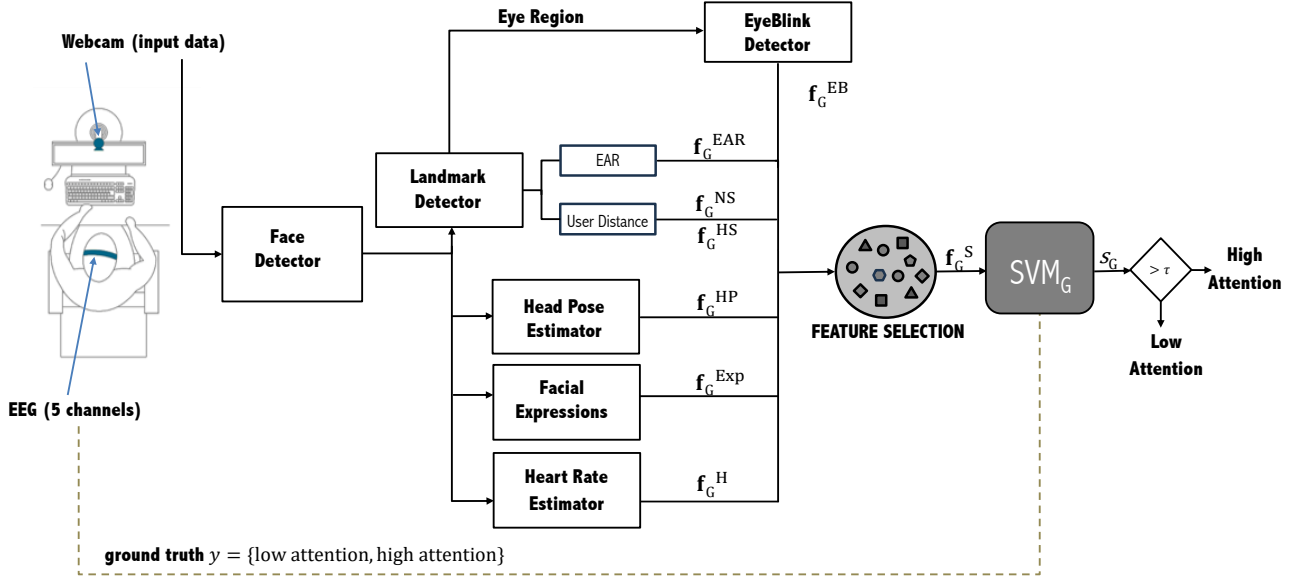 Webcam (input data)
Eye Region
EyeBlink
Detector
f_G^EB
Landmark
Detector
EAR
f_G^EAR
User Distance
f_G^NS
f_G^HS
Face
Detector
Head Pose
Estimator
f_G^HP
FEATURE SELECTION
f_G^S
SVM_G
s_G
> τ
High
Attention
Low
Attention
Facial
Expressions
f_G^Exp
EEG (5 channels)
Heart Rate
Estimator
f_G^H
ground truth y = {low attention, high attention}